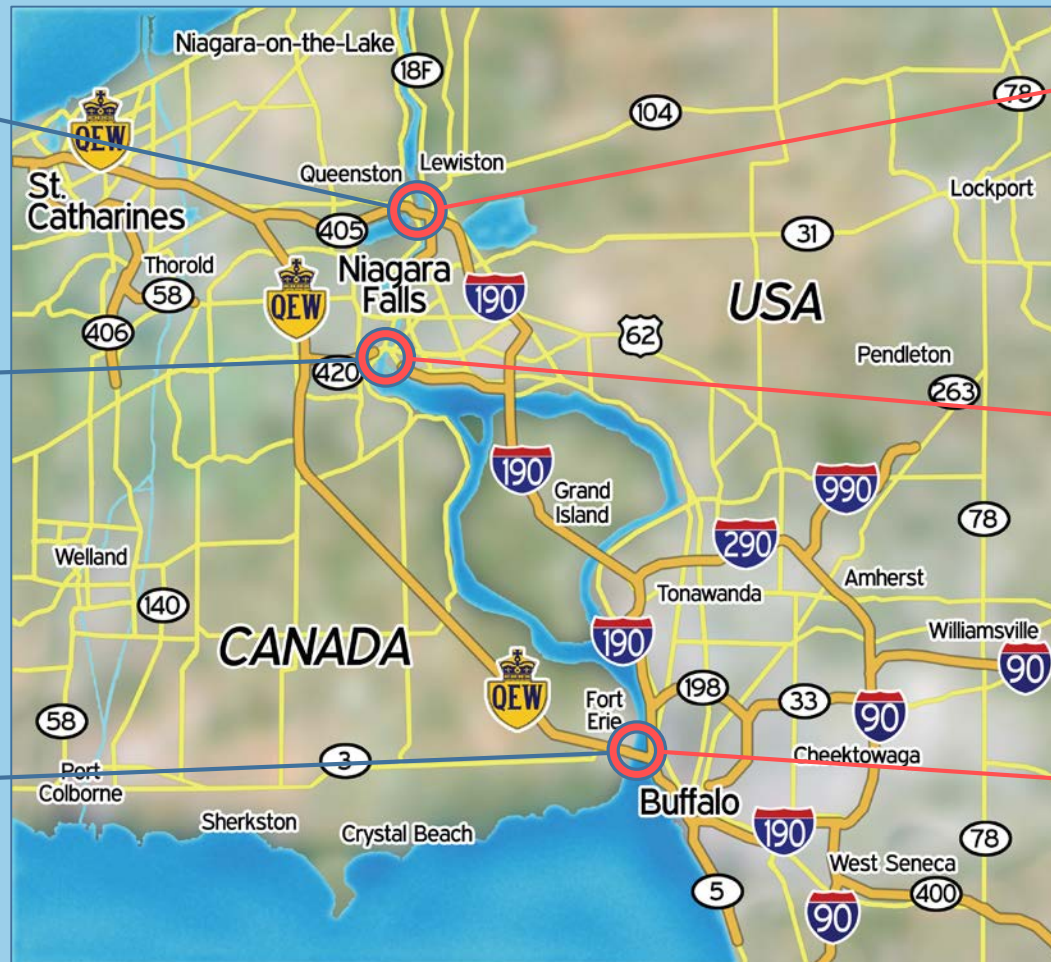 Niagara-on-the-Lake
18F
78
104
QEW
Queenston
Lewiston
St.
Catharines
Lockport
405
31
Thorold
Niagara
Falls
58
QEW
190
USA
406
62
Pendleton
420
263
190
Grand
Island
990
78
290
Welland
Amherst
140
Tonawanda
190
Williamsville
CANADA
90
QEW
Fort
Erie
198
33
90
58
3
Cheektowaga
Port
Colborne
Buffalo
Sherkston
Crystal Beach
190
78
West Seneca
5
400
90